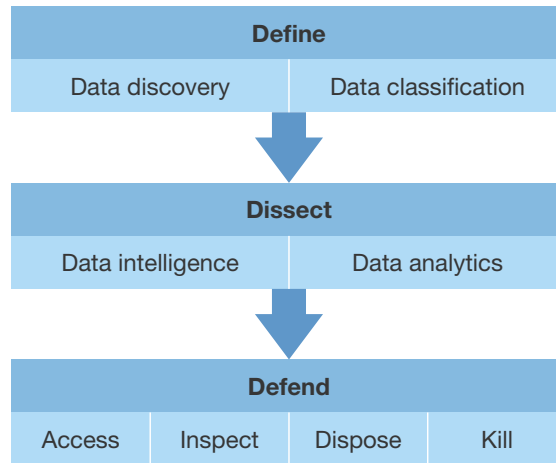 Define
Data discovery Data classification
Dissect
Data intelligence Data analytics
Defend
Access Inspect Dispose Kill